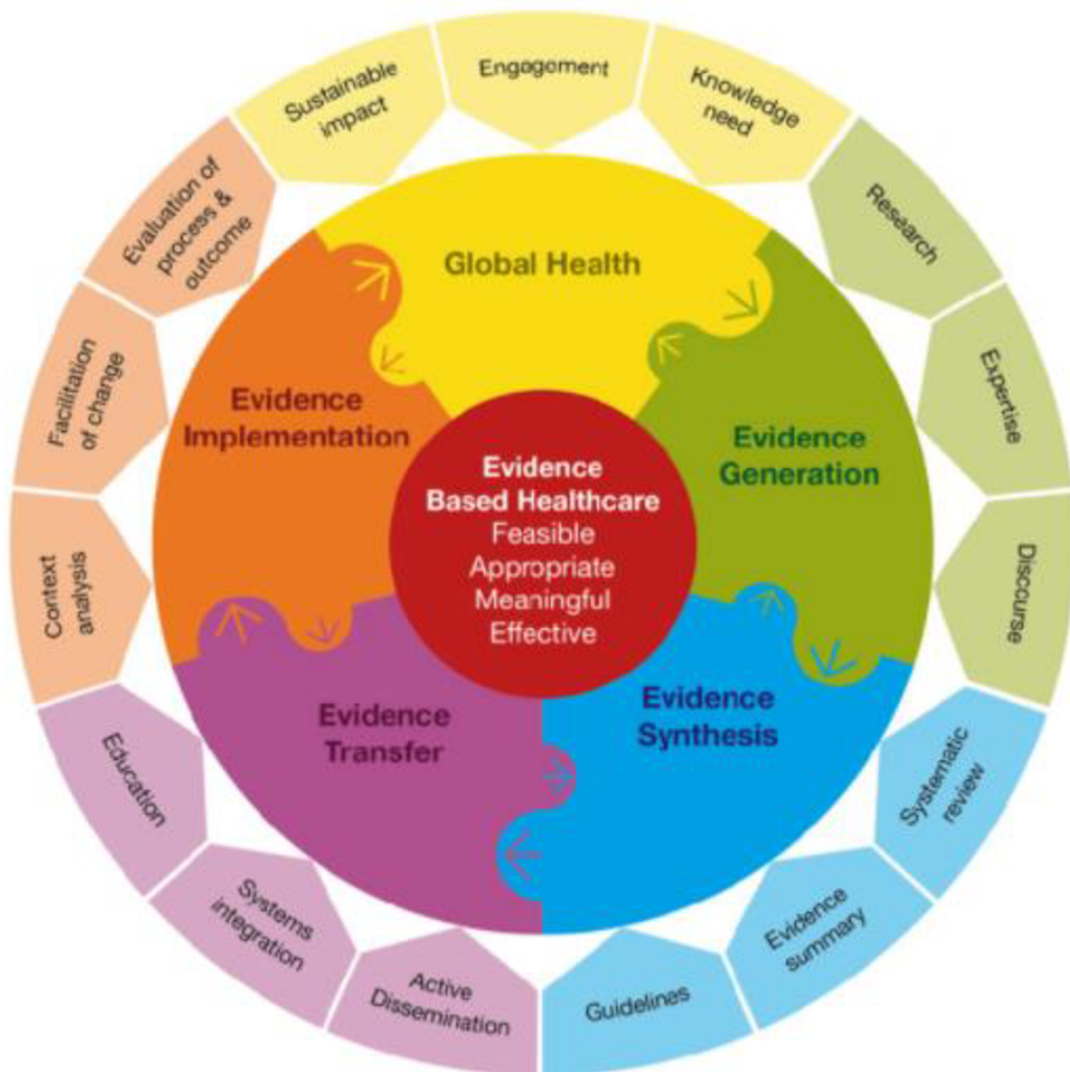 Engagement
Knowledge
need
Research
Expertise
Discourse
Systematic
review
Evidence
summary
Guidelines
Active
Dissemination
Systems
integration
Education
Context
analysis
Facilitation
of change
Evaluation of
process &
outcome
Sustainable
impact
Global Health
Evidence
Generation
Evidence
Synthesis
Evidence
Transfer
Evidence
Implementation
Evidence
Based Healthcare
Feasible
Appropriate
Meaningful
Effective